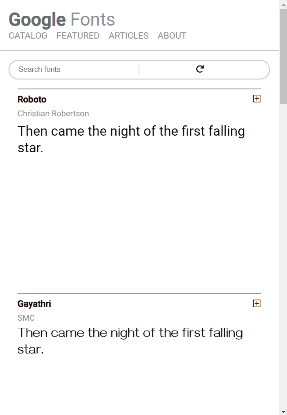 Google Fonts
CATALOG FEATURED ARTICLES ABOUT
Search fonts
Roboto
Christian Robertson
Then came the night of the first falling
star.
Gayathri
SMC
Then came the night of the first falling
star.